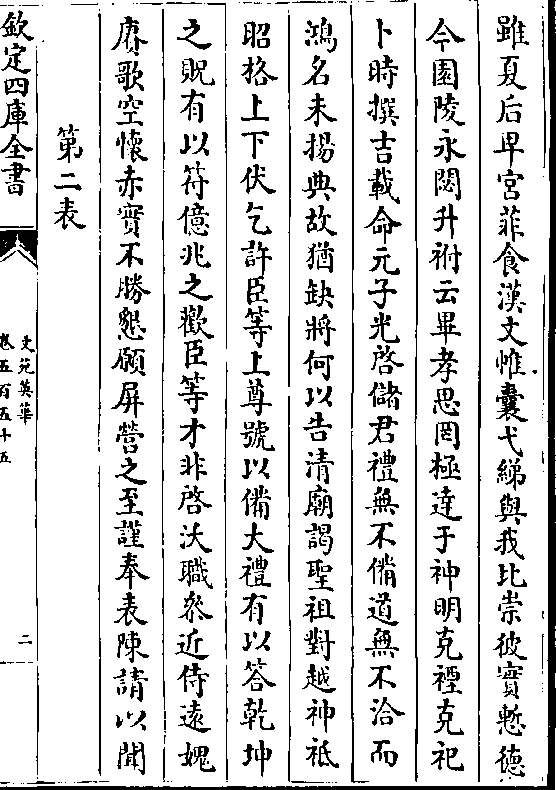 雖夏后卑宮菲食漢文帷囊弋綈與我比崇彼實慙德
今園陵永閟升祔云畢孝思罔極達于神明克禋克祀
卜時撰吉載命元子光啓儲君禮無不備道無不洽而
鴻名未揚典故猶缺將何以告清廟謁聖祖對越神祇
昭格上下伏乞許臣等上尊號以備大禮有以答乾坤
之貺有以符億兆之歡臣等才非啓沃職忝近侍遠媿
賡歌空懷赤實不勝懇願屏營之至謹奉表陳請以聞
第二表
欽定四庫全書
文苑英華
卷五百五十五
二